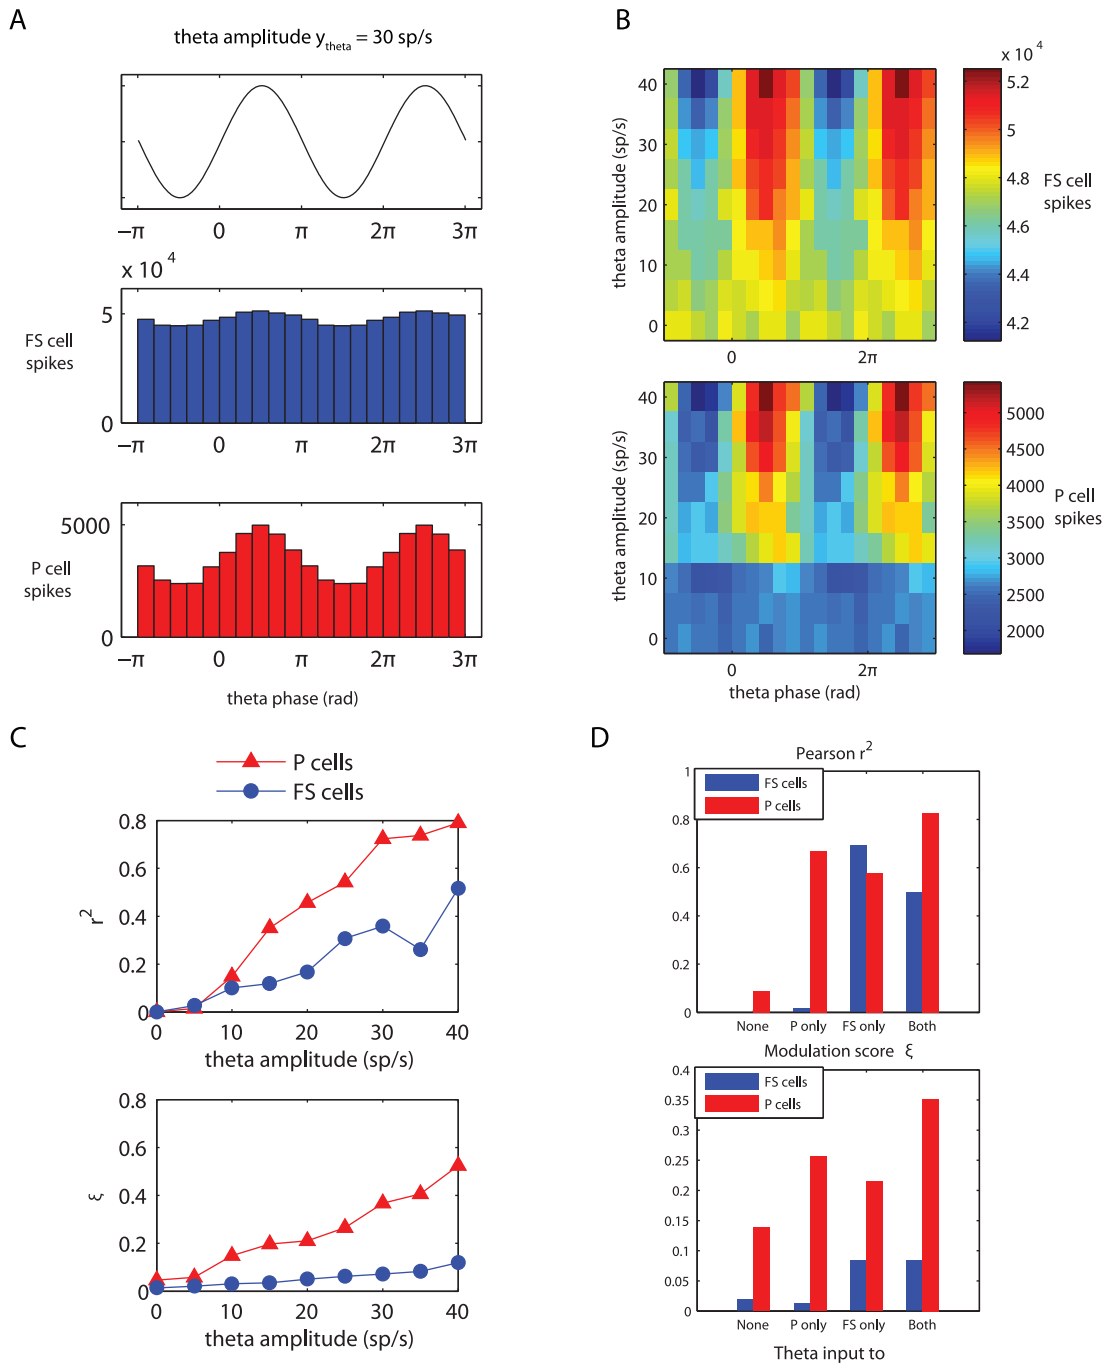 A
theta amplitude y_theta = 30 sp/s
−π 0 π 2π 3π
x 10^4
5
0
FS cell
spikes
−π 0 π 2π 3π
5000
0
P cell
spikes
−π 0 π 2π 3π
theta phase (rad)
B
x 10^4
40
30
20
10
0
theta amplitude (sp/s)
0 2π
5.2
5
4.8
4.6
4.4
4.2
FS cell
spikes
40
30
20
10
0
theta amplitude (sp/s)
0 2π
theta phase (rad)
5000
4500
4000
3500
3000
2500
2000
P cell
spikes
C
P cells
FS cells
0.8
0.6
0.4
0.2
0
r^2
0 10 20 30 40
theta amplitude (sp/s)
0.8
0.6
0.4
0.2
0
ξ
0 10 20 30 40
theta amplitude (sp/s)
D
Pearson r^2
FS cells
P cells
1
0.8
0.6
0.4
0.2
0
None P only FS only Both
Modulation score ξ
FS cells
P cells
0.4
0.35
0.3
0.25
0.2
0.15
0.1
0.05
0
None P only FS only Both
Theta input to